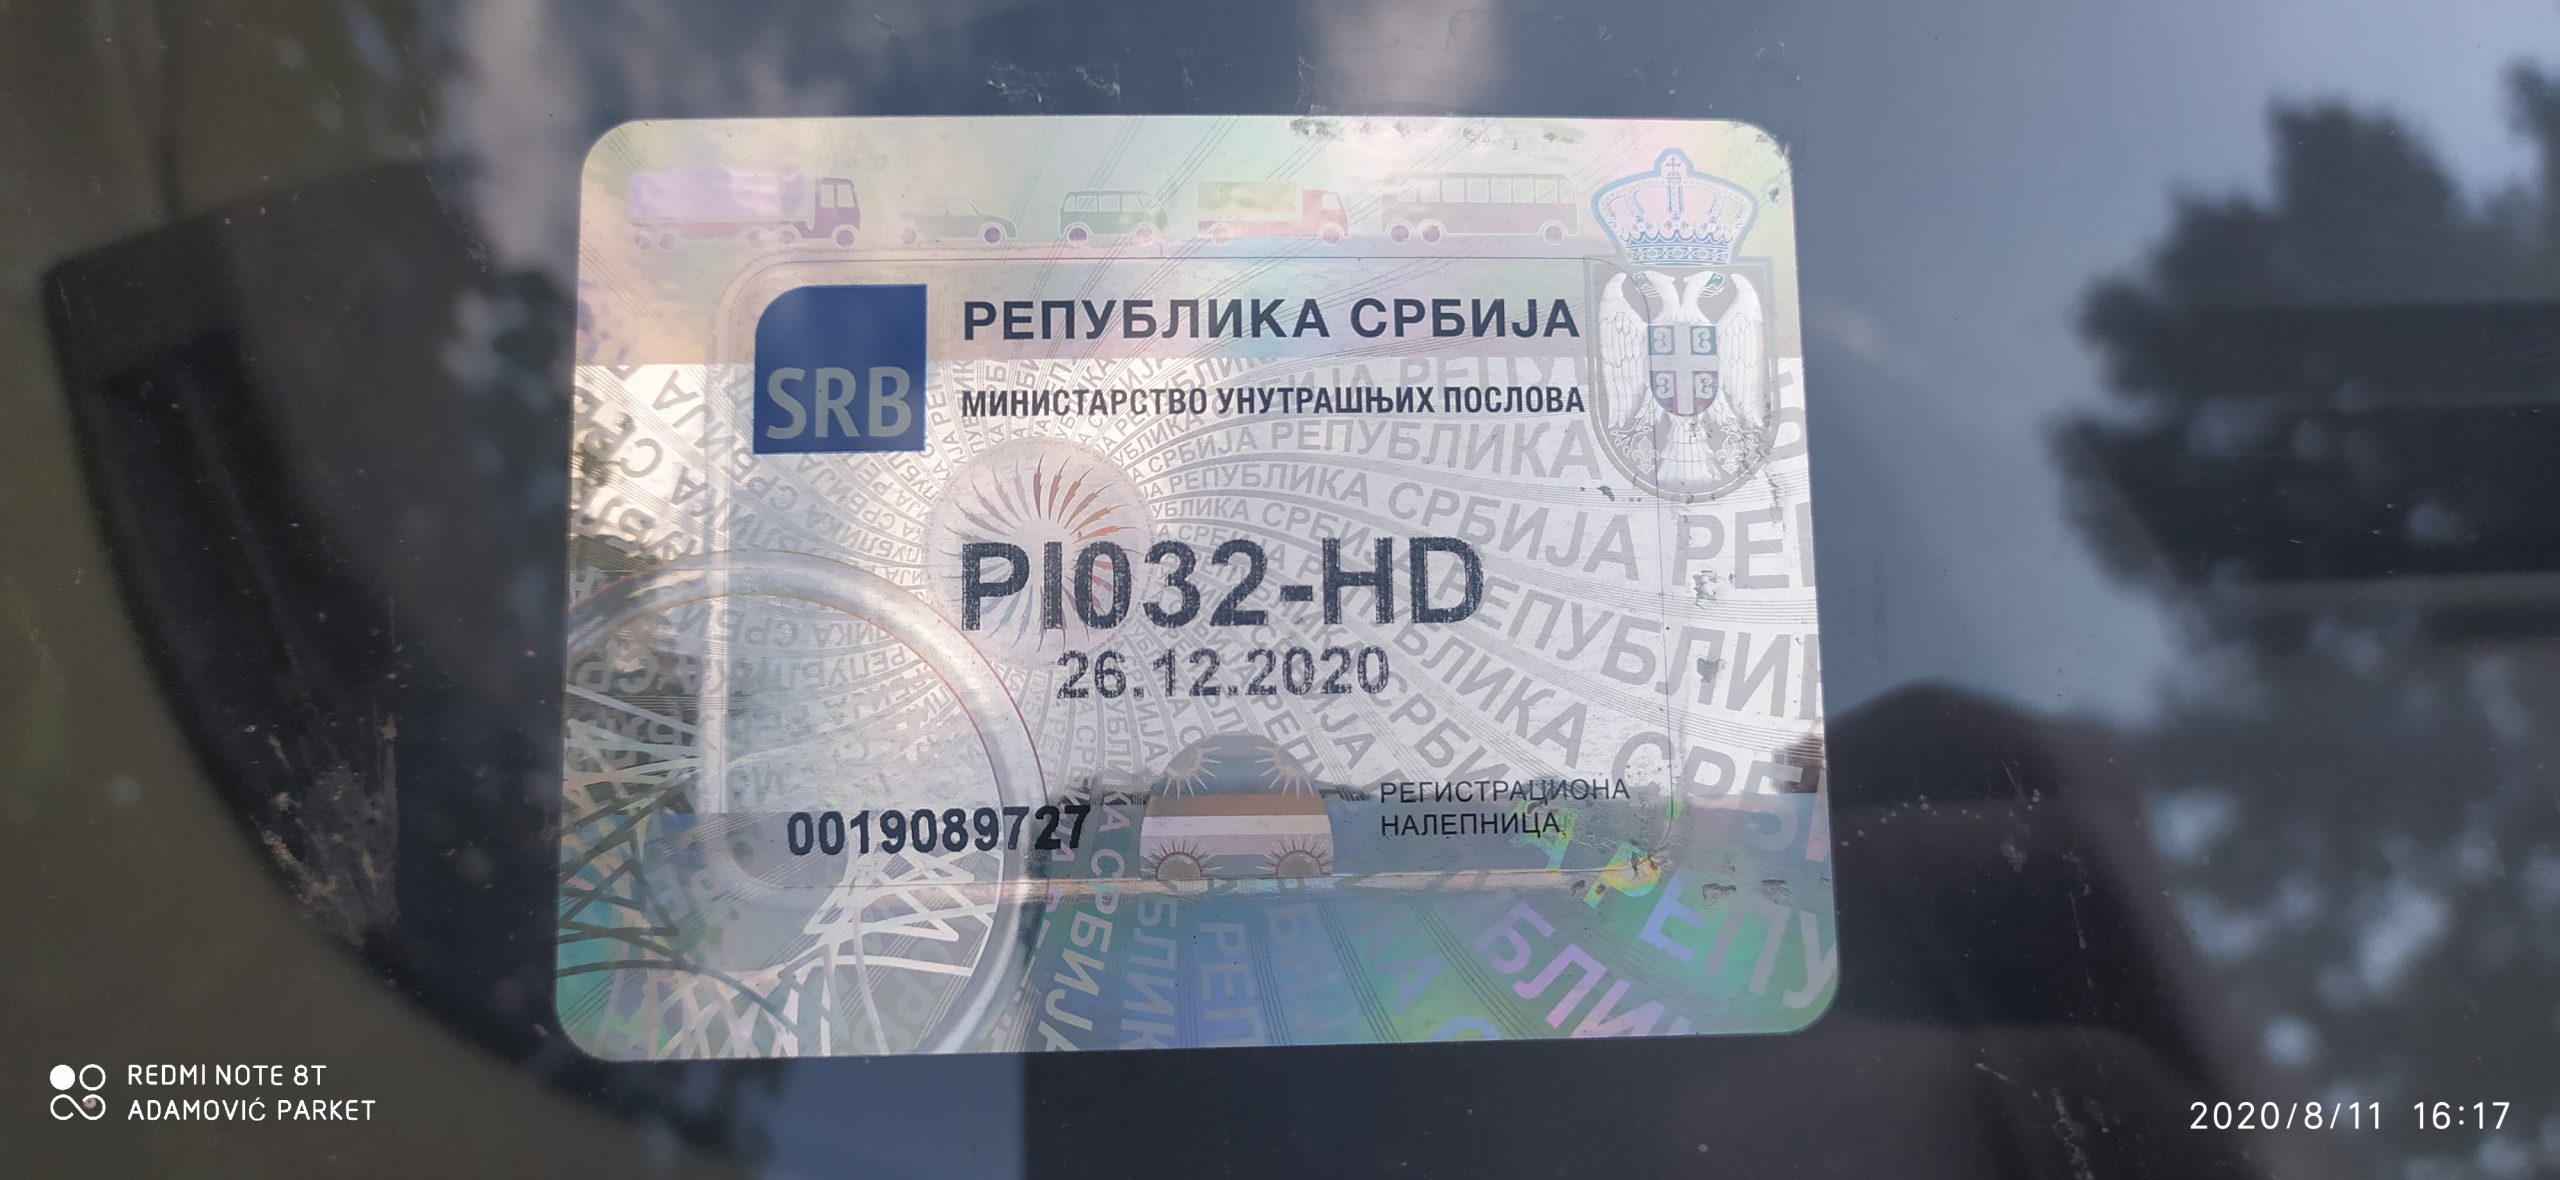 РЕПУБЛИКА СРБИЈА
SRB
МИНИСТАРСТВО УНУТРАШЊИХ ПОСЛОВА
PI032-HD
26.12.2020
0019089727
РЕГИСТРАЦИОНА
НАЛЕПНИЦА
REDMI NOTE 8T
ADAMOVIĆ PARKET
2020/8/11 16:17